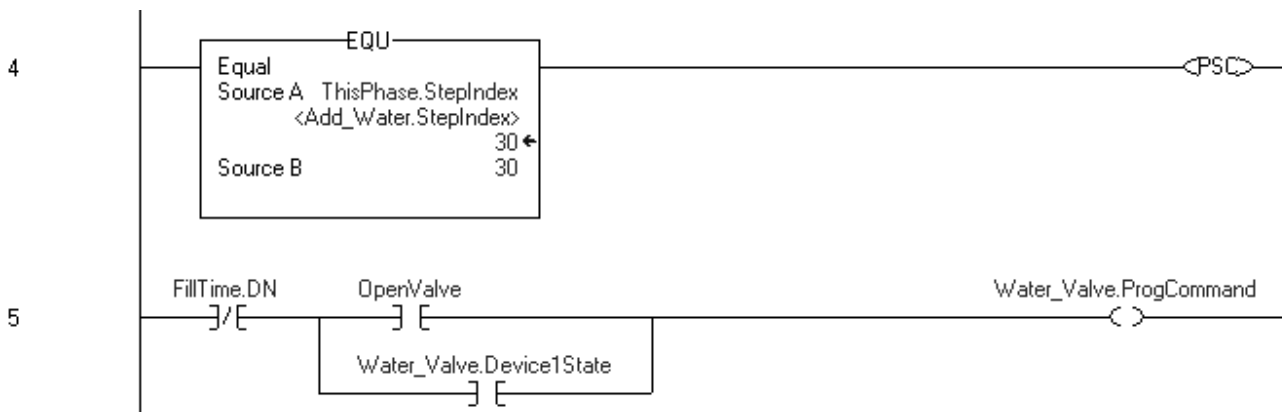 EQU
4
Equal
PSC
Source A ThisPhase.StepIndex
<Add_Water.StepIndex>
30
Source B 30
FillTime.DN OpenValve Water_Valve.ProgCommand
5
Water_Valve.Device1State